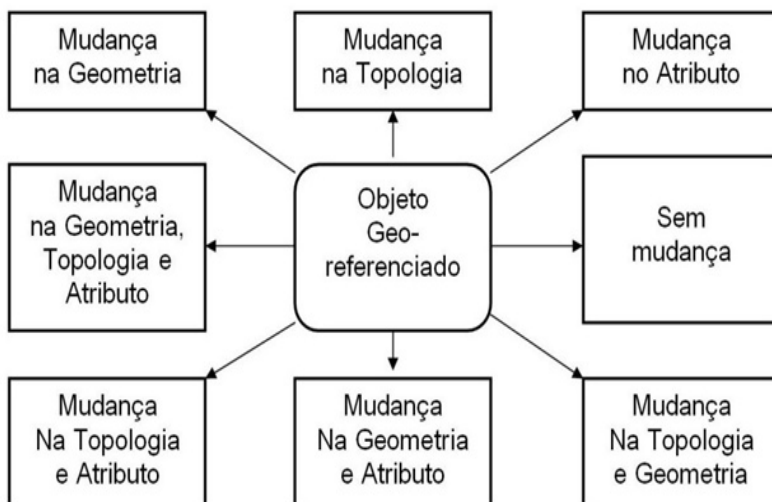 Mudança
na Geometria
Mudança
na Topologia
Mudança
no Atributo
Mudança
na Geometria,
Topologia e
Atributo
Objeto
Geo-
referenciado
Sem
mudança
Mudança
Na Topologia
e Atributo
Mudança
Na Geometria
e Atributo
Mudança
Na Topologia
e Geometria